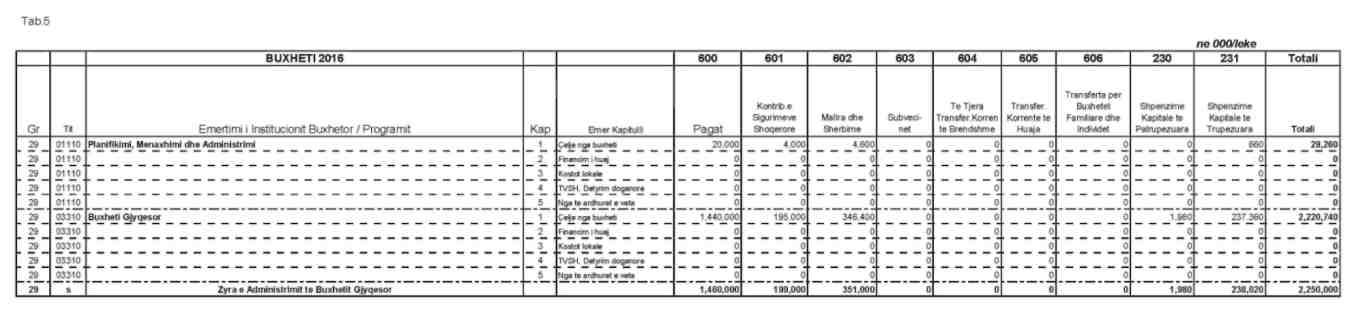 Tab.5
ne 000/leke
BUXHETI 2016 600 601 602 603 604 605 606 230 231 Totali
Gr Tit Emertimi i Institucionit Buxhetor / Programit Kap Emer Kapitulli Pagat Kontrib.e Sigurimeve Shoqerore Mallra dhe Sherbime Subveci-net Te Tjera Transfer.Korren te Brendshme Transfer. Korrente te Huaja Transferta per Buxhetet Familiare dhe Individet Shpenzime Kapitale te Patrupezuara Shpenzime Kapitale te Trupezuara Totali
29 01110 Planifikimi, Menaxhimi dhe Administrimi 1 Çelje nga buxheti 20,000 4,000 4,600 0 0 0 0 0 660 29,260
29 01110 2 Financim i huaj 0 0 0 0 0 0 0 0 0 0
29 01110 3 Kostot lokale 0 0 0 0 0 0 0 0 0 0
29 01110 4 TVSH, Detyrim doganore 0 0 0 0 0 0 0 0 0 0
29 01110 5 Nga te ardhurat e veta 0 0 0 0 0 0 0 0 0 0
29 03310 Buxheti Gjyqesor 1 Çelje nga buxheti 1,440,000 195,000 346,400 0 0 0 0 1,980 237,360 2,220,740
29 03310 2 Financim i huaj 0 0 0 0 0 0 0 0 0 0
29 03310 3 Kostot lokale 0 0 0 0 0 0 0 0 0 0
29 03310 4 TVSH, Detyrim doganore 0 0 0 0 0 0 0 0 0 0
29 03310 5 Nga te ardhurat e veta 0 0 0 0 0 0 0 0 0 0
29 s Zyra e Administrimit te Buxhetit Gjyqesor 1,460,000 199,000 351,000 0 0 0 0 1,980 238,020 2,250,000